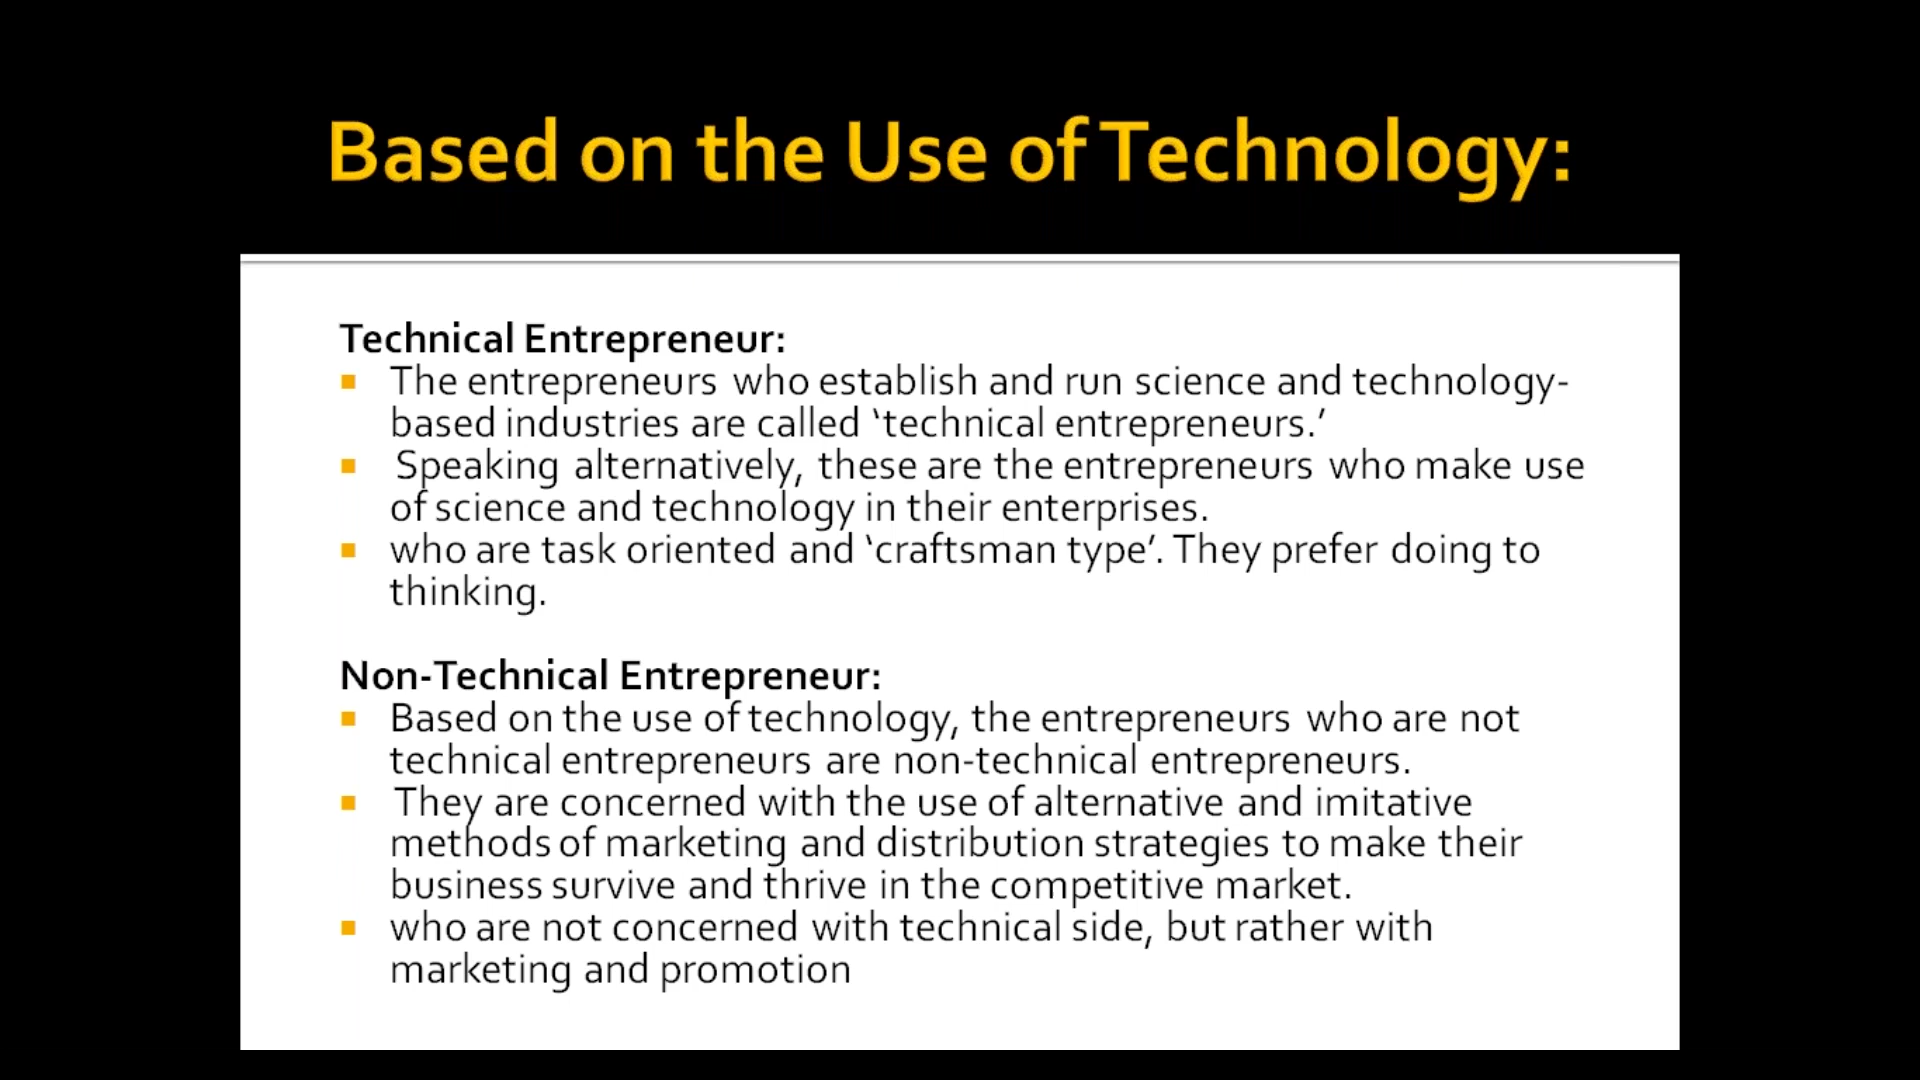 Based on the Use of Technology:
Technical Entrepreneur:
▪ The entrepreneurs who establish and run science and technology-
based industries are called ‘technical entrepreneurs.’
▪ Speaking alternatively, these are the entrepreneurs who make use
of science and technology in their enterprises.
▪ who are task oriented and ‘craftsman type’. They prefer doing to
thinking.
Non-Technical Entrepreneur:
▪ Based on the use of technology, the entrepreneurs who are not
technical entrepreneurs are non-technical entrepreneurs.
▪ They are concerned with the use of alternative and imitative
methods of marketing and distribution strategies to make their
business survive and thrive in the competitive market.
▪ who are not concerned with technical side, but rather with
marketing and promotion